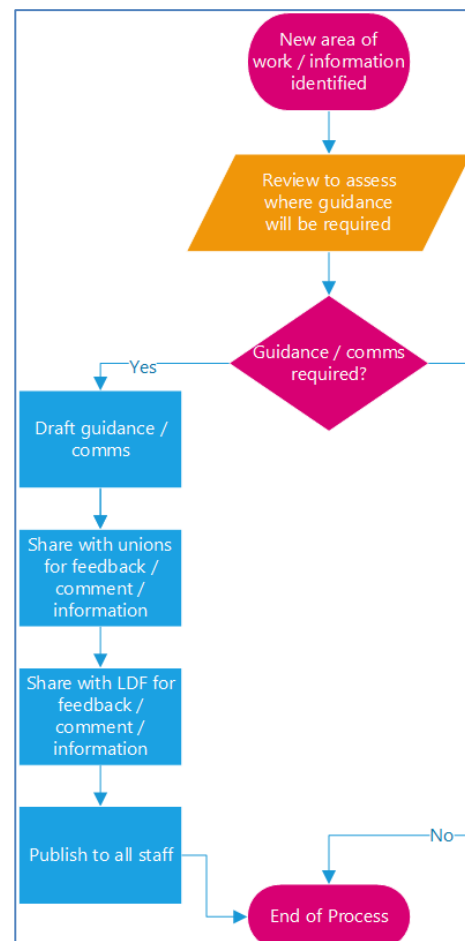 New area of
work / information
identified
Review to assess
where guidance
will be required
Guidance / comms
required?
Yes
Draft guidance /
comms
Share with unions
for feedback /
comment /
information
Share with LDF for
feedback /
comment /
information
Publish to all staff
No
End of Process